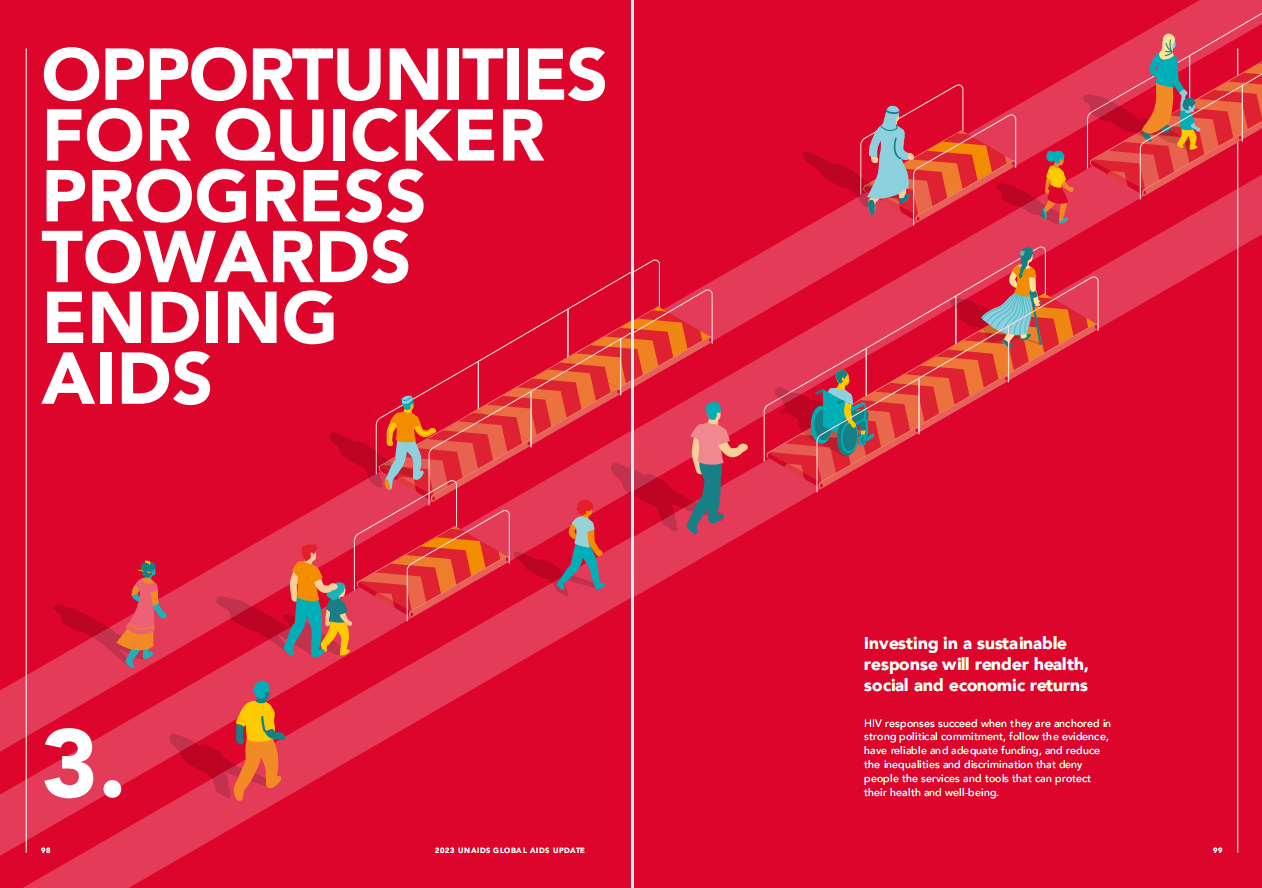 OPPORTUNITIES
FOR QUICKER
PROGRESS
TOWARDS
ENDING
AIDS
3.
98
2023 UNAIDS GLOBAL AIDS UPDATE
Investing in a sustainable
response will render health,
social and economic returns
HIV responses succeed when they are anchored in
strong political commitment, follow the evidence,
have reliable and adequate funding, and reduce
the inequalities and discrimination that deny
people the services and tools that can protect
their health and well-being.
99